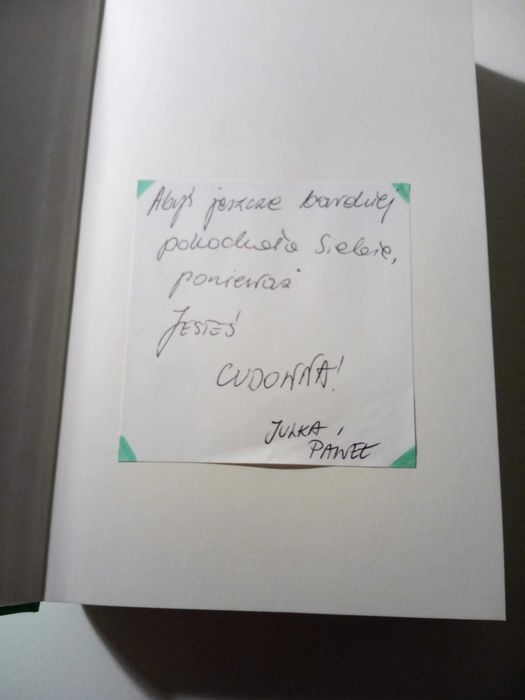 Abyś jeszcze bardziej
pokochała Siebie,
ponieważ
JESTEŚ
CUDOWNA!
JULKA i
PAWEŁ